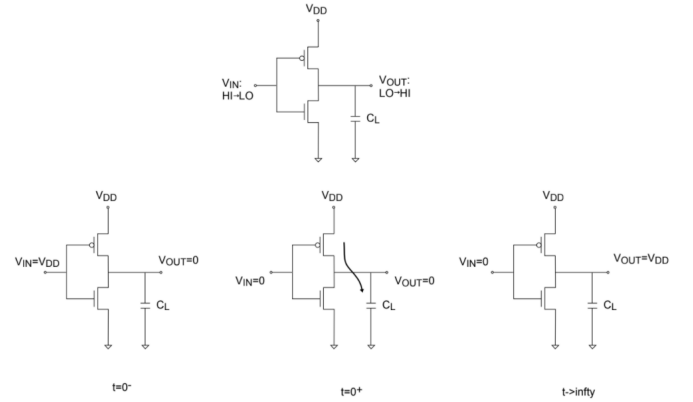 VDD
VIN:
HI→LO
VOUT:
LO→HI
CL
VDD
VIN=VDD
VOUT=0
CL
t=0-
VDD
VIN=0
VOUT=0
CL
t=0+
VDD
VIN=0
VOUT=VDD
CL
t->infty